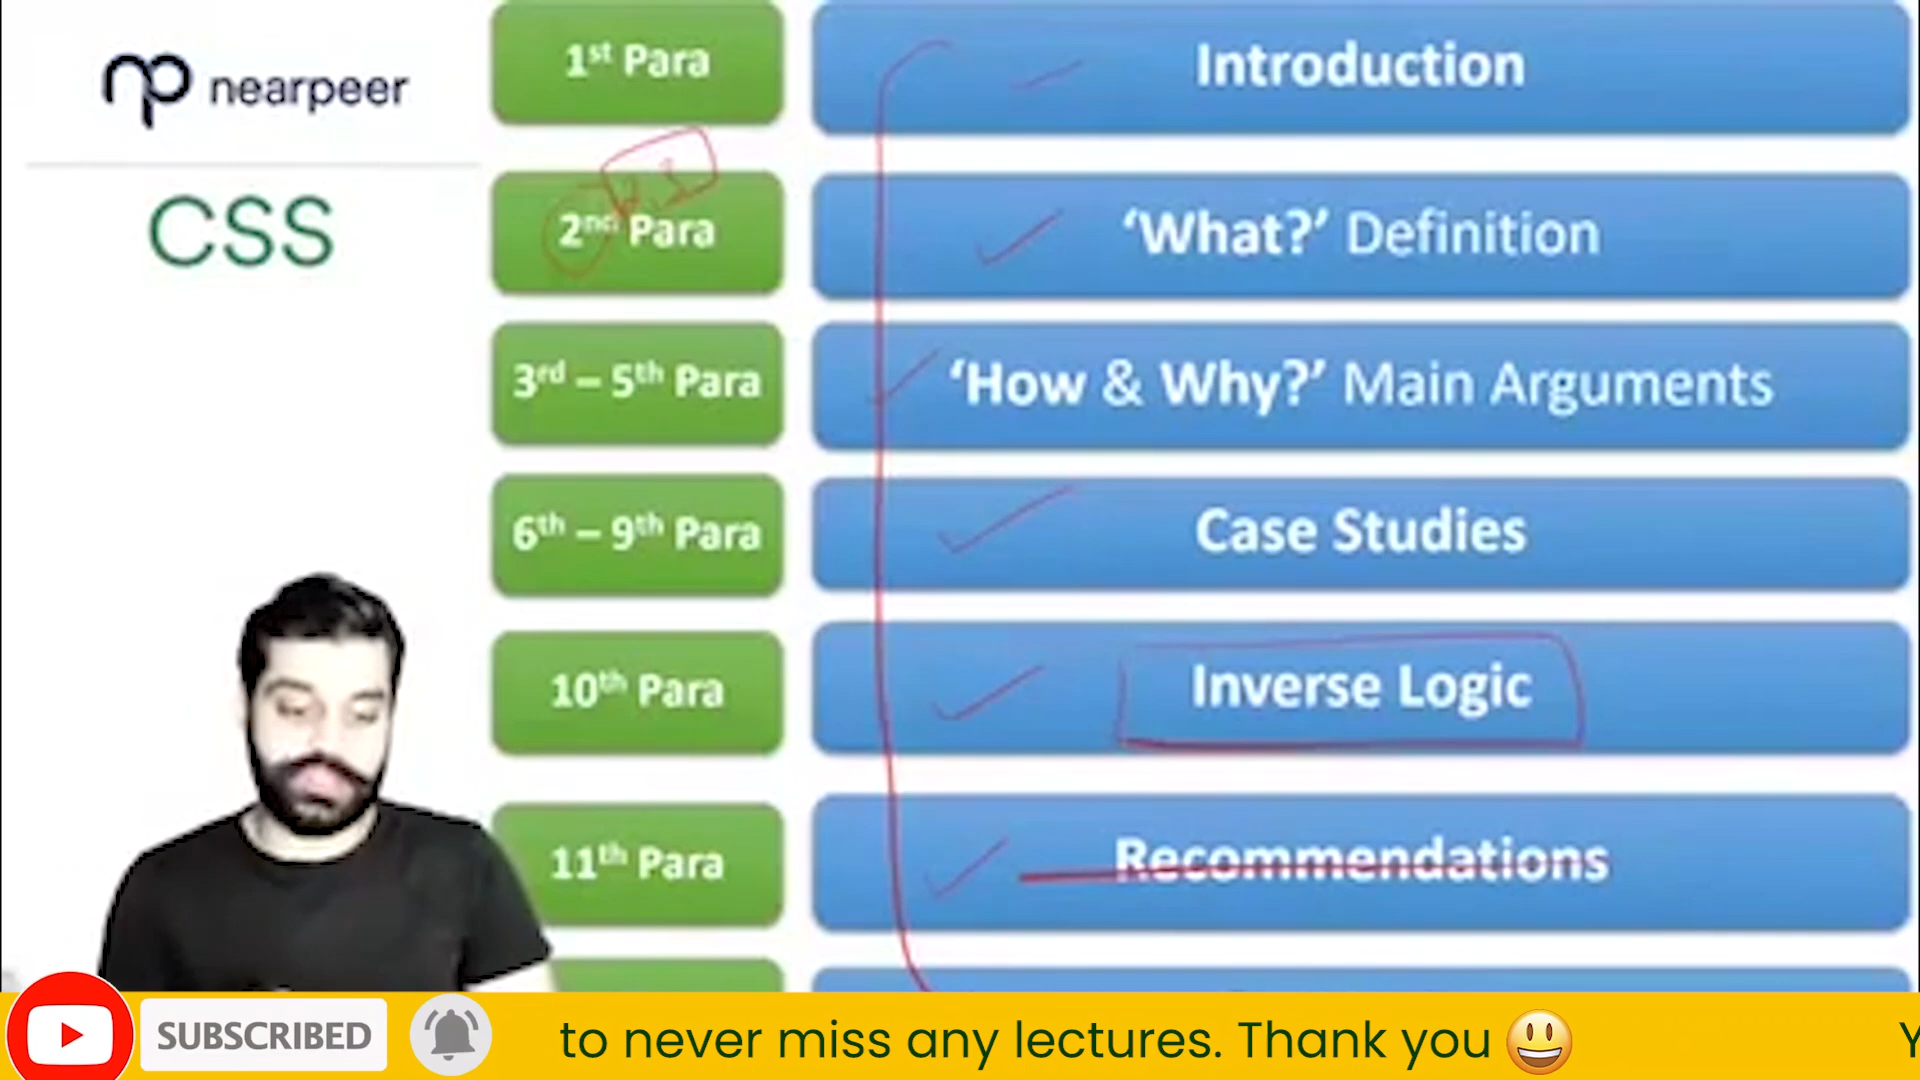 nearpeer
CSS
1st Para
Introduction
2nd Para
‘What?’ Definition
3rd – 5th Para
‘How & Why?’ Main Arguments
6th – 9th Para
Case Studies
10th Para
Inverse Logic
11th Para
Recommendations
SUBSCRIBED
to never miss any lectures. Thank you 😃
Y